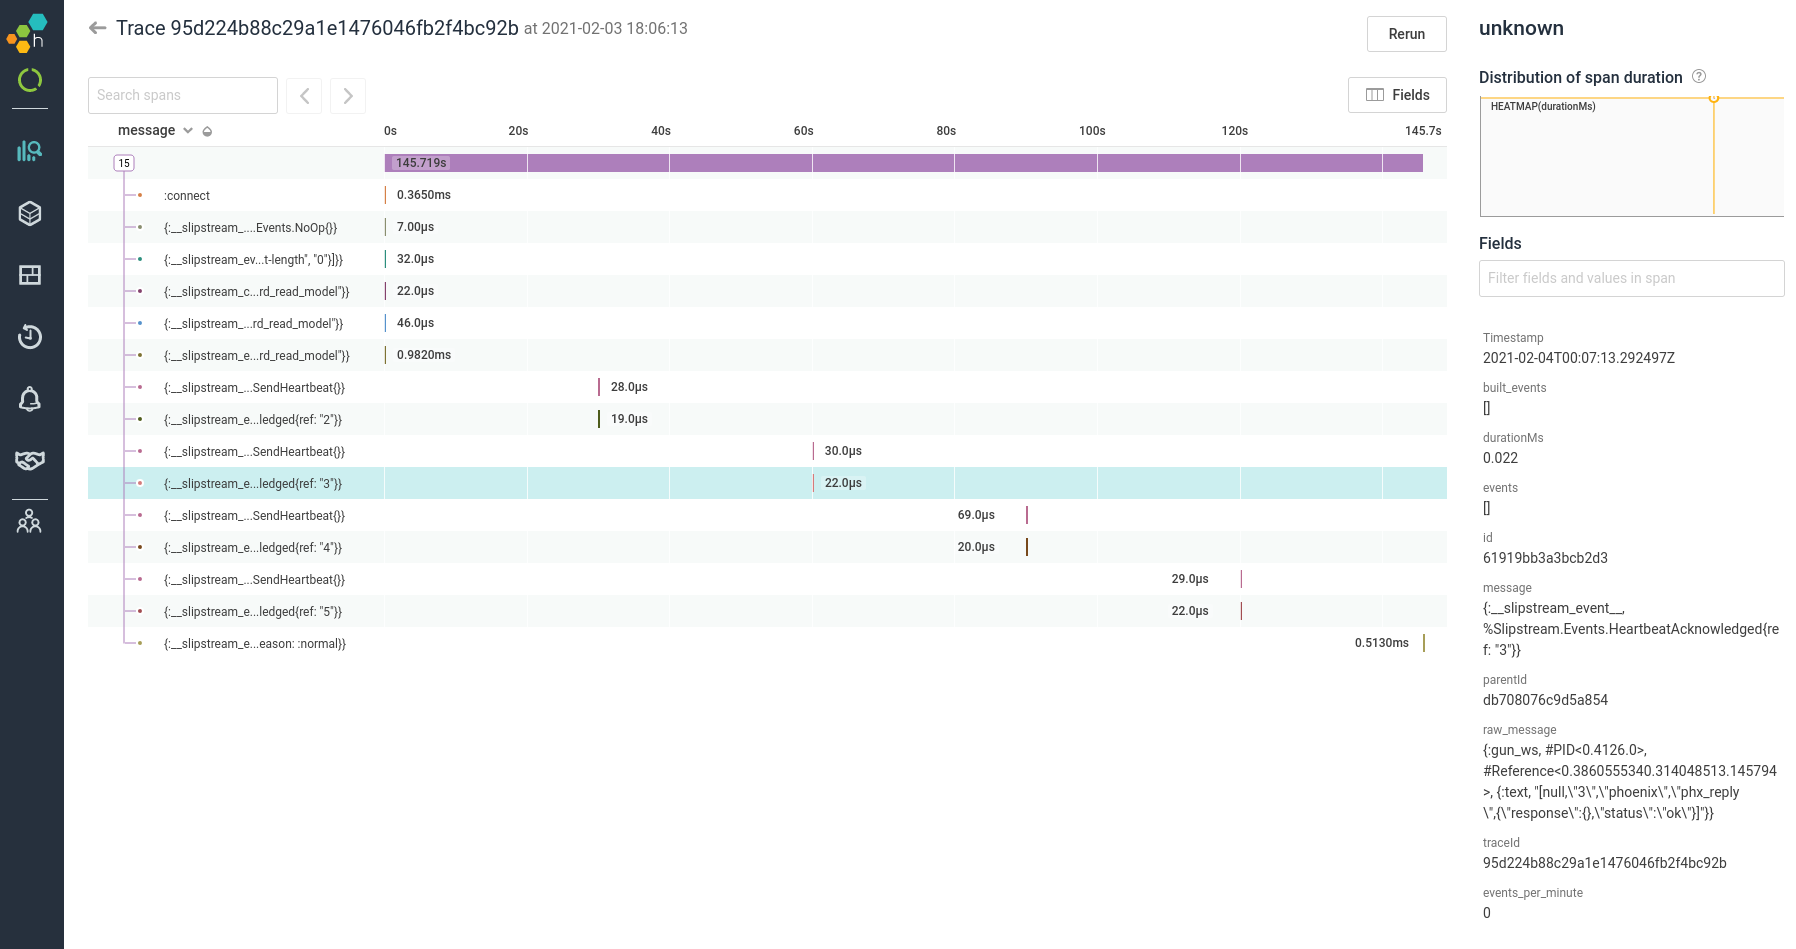 h
Trace 95d224b88c29a1e1476046fb2f4bc92b at 2021-02-03 18:06:13
Rerun
Search spans
Fields
message
0s 20s 40s 60s 80s 100s 120s 145.7s
15 145.719s
:connect 0.3650ms
{:__slipstream_....Events.NoOp{}} 7.00μs
{:__slipstream_ev...t-length", "0"}]}} 32.0μs
{:__slipstream_c...rd_read_model"}} 22.0μs
{:__slipstream_...rd_read_model"}} 46.0μs
{:__slipstream_e...rd_read_model"}} 0.9820ms
{:__slipstream_...SendHeartbeat{}} 28.0μs
{:__slipstream_e...ledged{ref: "2"}} 19.0μs
{:__slipstream_...SendHeartbeat{}} 30.0μs
{:__slipstream_e...ledged{ref: "3"}} 22.0μs
{:__slipstream_...SendHeartbeat{}} 69.0μs
{:__slipstream_e...ledged{ref: "4"}} 20.0μs
{:__slipstream_...SendHeartbeat{}} 29.0μs
{:__slipstream_e...ledged{ref: "5"}} 22.0μs
{:__slipstream_e...eason: :normal}} 0.5130ms
unknown
Distribution of span duration ?
HEATMAP(durationMs)
Fields
Filter fields and values in span
Timestamp
2021-02-04T00:07:13.292497Z
built_events
[]
durationMs
0.022
events
[]
id
61919bb3a3bcb2d3
message
{:__slipstream_event__,
%Slipstream.Events.HeartbeatAcknowledged{re
f: "3"}}
parentId
db708076c9d5a854
raw_message
{:gun_ws, #PID<0.4126.0>,
#Reference<0.3860555340.314048513.145794
>, {:text, "[null,\"3\",\"phoenix\",\"phx_reply
\",{\"response\":{},\"status\":\"ok\"}]"}}
traceId
95d224b88c29a1e1476046fb2f4bc92b
events_per_minute
0